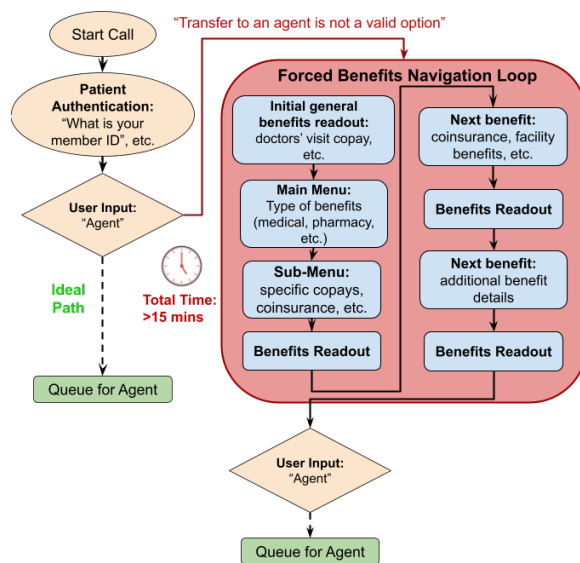 Start Call
“Transfer to an agent is not a valid option”
Patient
Authentication:
“What is your
member ID”, etc.
User Input:
“Agent”
Ideal
Path
Queue for Agent
Total Time:
>15 mins
Forced Benefits Navigation Loop
Initial general
benefits readout:
doctors’ visit copay,
etc.
Main Menu:
Type of benefits
(medical, pharmacy,
etc.)
Sub-Menu:
specific copays,
coinsurance, etc.
Benefits Readout
Next benefit:
coinsurance, facility
benefits, etc.
Benefits Readout
Next benefit:
additional benefit
details
Benefits Readout
User Input:
“Agent”
Queue for Agent